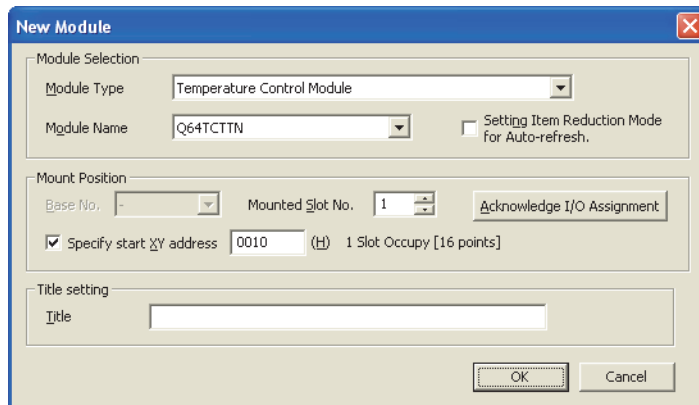 New Module
Module Selection
Module Type Temperature Control Module
Module Name Q64TCTTN Setting Item Reduction Mode
for Auto-refresh.
Mount Position
Base No. - Mounted Slot No. 1 Acknowledge I/O Assignment
Specify start XY address 0010 (H) 1 Slot Occupy [16 points]
Title setting
Title
OK Cancel